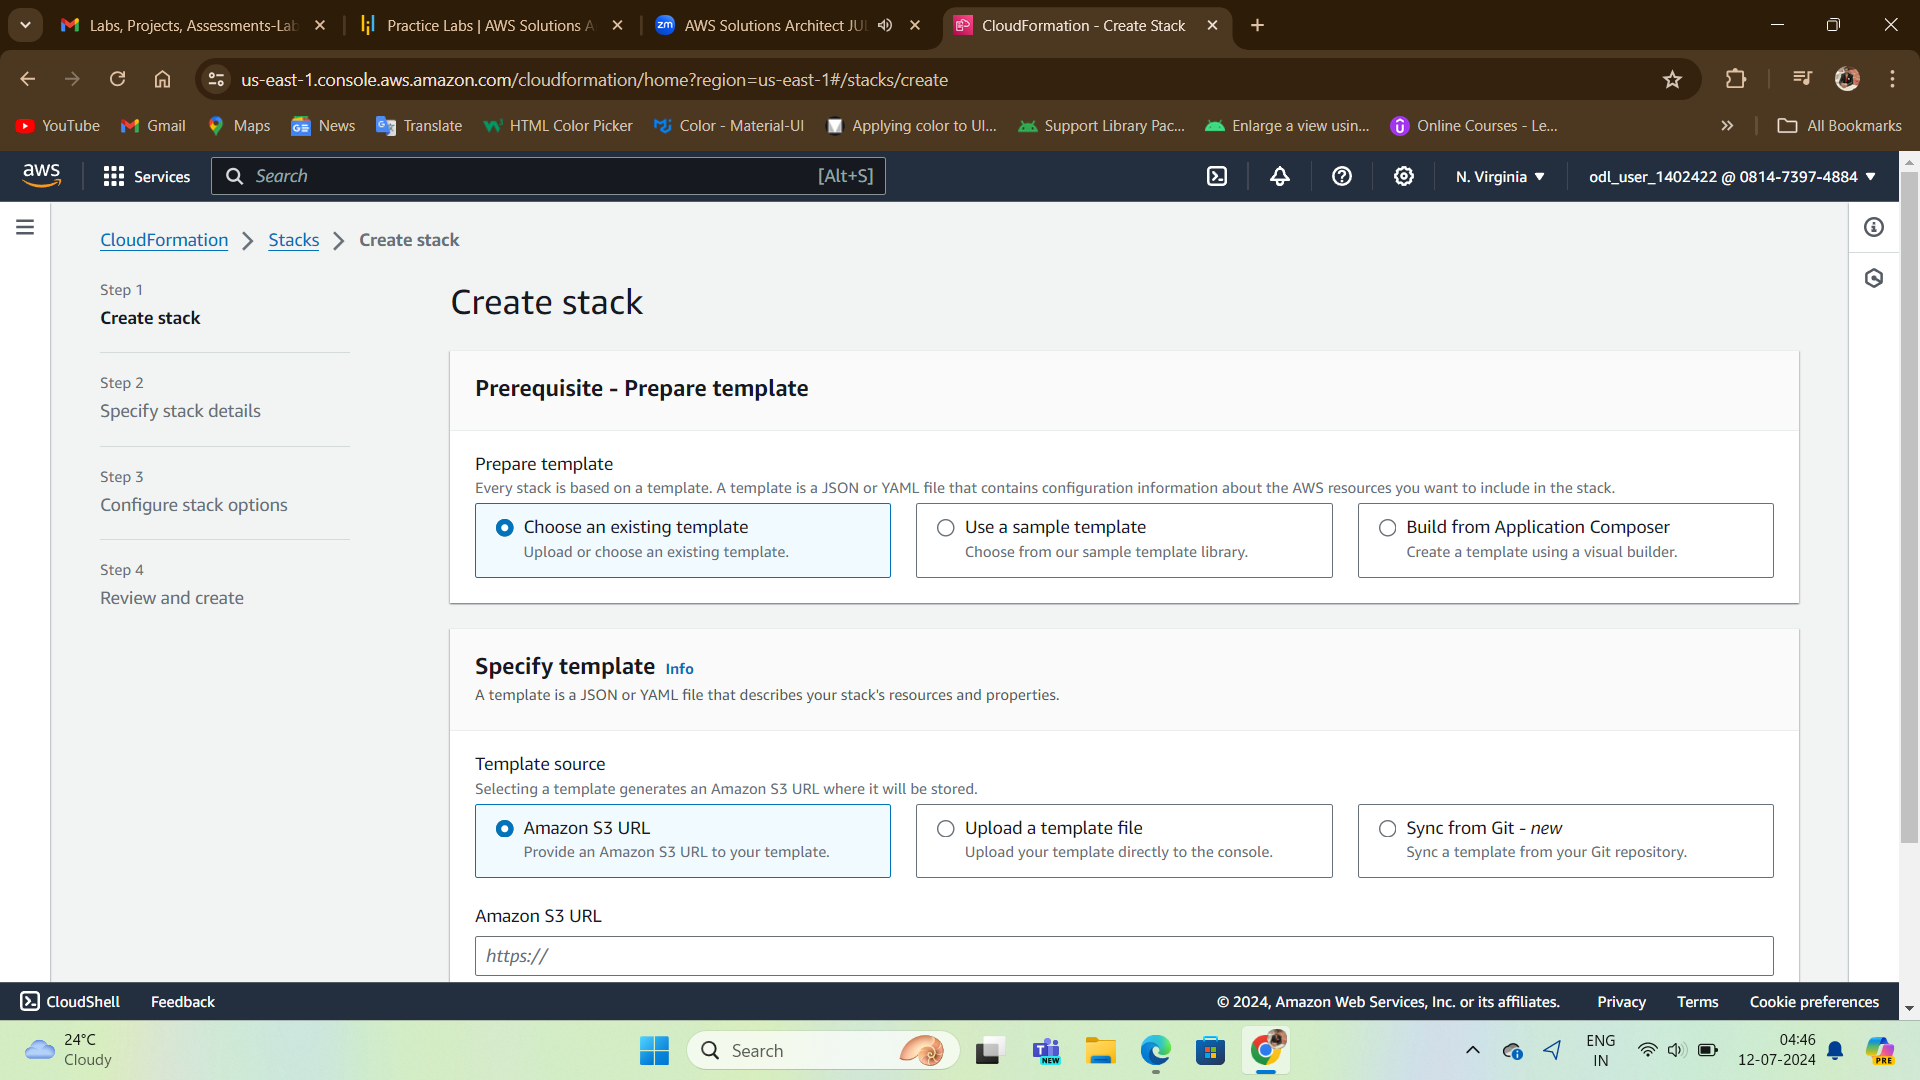 Labs, Projects, Assessments-Lab
Practice Labs | AWS Solutions A
zm AWS Solutions Architect JUL
CloudFormation - Create Stack
us-east-1.console.aws.amazon.com/cloudformation/home?region=us-east-1#/stacks/create
YouTube Gmail Maps News Translate HTML Color Picker Color - Material-UI Applying color to UI... Support Library Pac... Enlarge a view usin... Online Courses - Le... All Bookmarks
aws Services Search [Alt+S] N. Virginia odl_user_1402422 @ 0814-7397-4884
CloudFormation Stacks Create stack
Step 1
Create stack
Step 2
Specify stack details
Step 3
Configure stack options
Step 4
Review and create
Create stack
Prerequisite - Prepare template
Prepare template
Every stack is based on a template. A template is a JSON or YAML file that contains configuration information about the AWS resources you want to include in the stack.
Choose an existing template
Upload or choose an existing template.
Use a sample template
Choose from our sample template library.
Build from Application Composer
Create a template using a visual builder.
Specify template Info
A template is a JSON or YAML file that describes your stack's resources and properties.
Template source
Selecting a template generates an Amazon S3 URL where it will be stored.
Amazon S3 URL
Provide an Amazon S3 URL to your template.
Upload a template file
Upload your template directly to the console.
Sync from Git - new
Sync a template from your Git repository.
Amazon S3 URL
https://
CloudShell Feedback © 2024, Amazon Web Services, Inc. or its affiliates. Privacy Terms Cookie preferences
24°C
Cloudy
Search
NEW
ENG
IN
04:46
12-07-2024
PRE